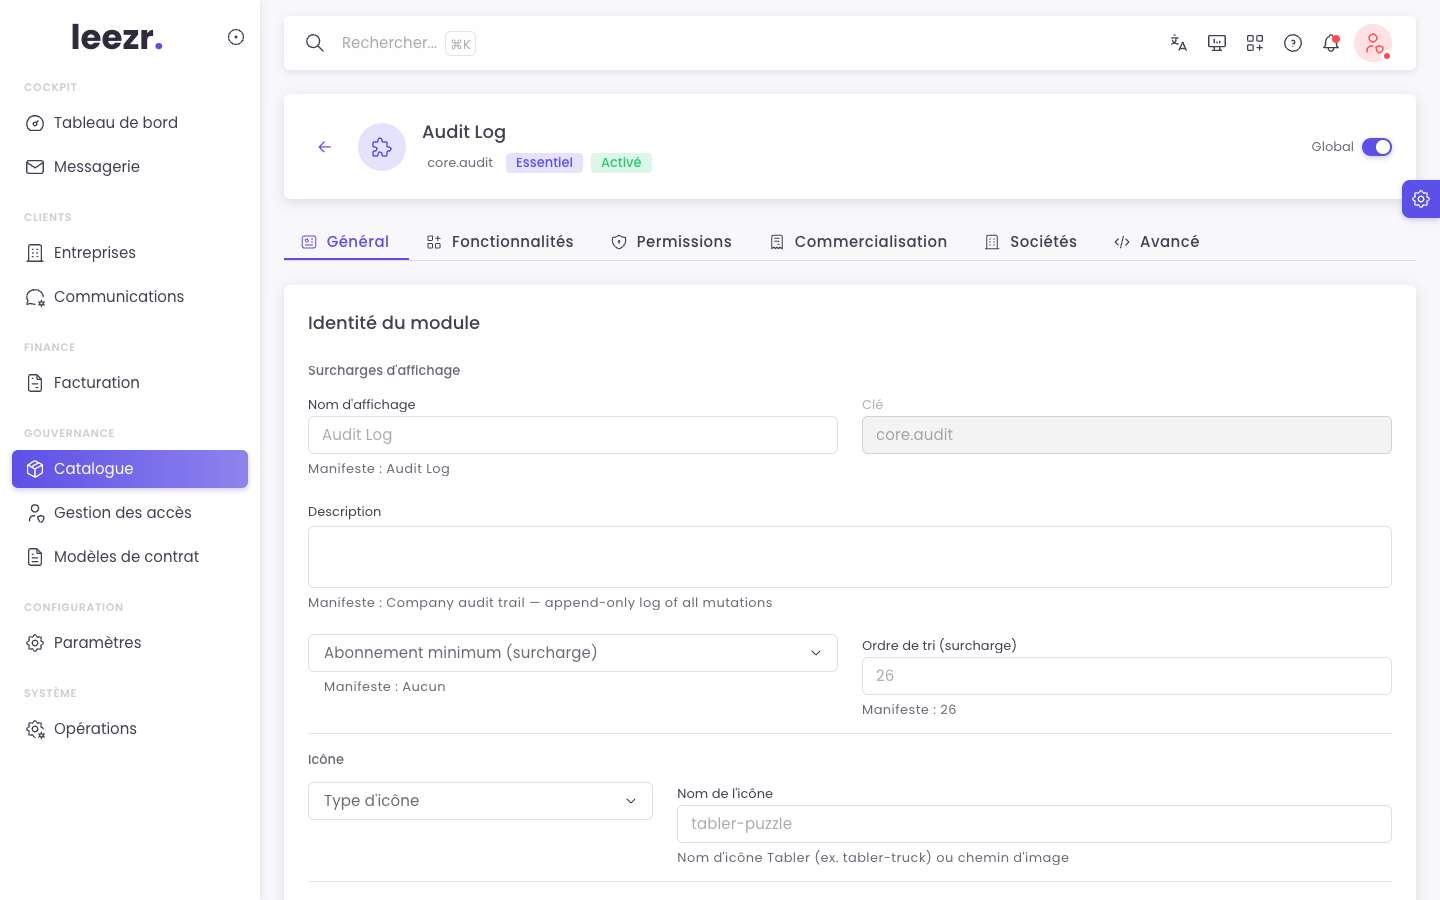 leezr.
COCKPIT
Tableau de bord
Messagerie
CLIENTS
Entreprises
Communications
FINANCE
Facturation
GOUVERNANCE
Catalogue
Gestion des accès
Modèles de contrat
CONFIGURATION
Paramètres
SYSTÈME
Opérations
Rechercher... ⌘K
Audit Log
core.audit Essentiel Activé
Global
Général Fonctionnalités Permissions Commercialisation Sociétés Avancé
Identité du module
Surcharges d'affichage
Nom d'affichage
Audit Log
Manifeste : Audit Log
Clé
core.audit
Description
Manifeste : Company audit trail — append-only log of all mutations
Abonnement minimum (surcharge)
Manifeste : Aucun
Ordre de tri (surcharge)
26
Manifeste : 26
Icône
Type d'icône
Nom de l'icône
tabler-puzzle
Nom d'icône Tabler (ex. tabler-truck) ou chemin d'image